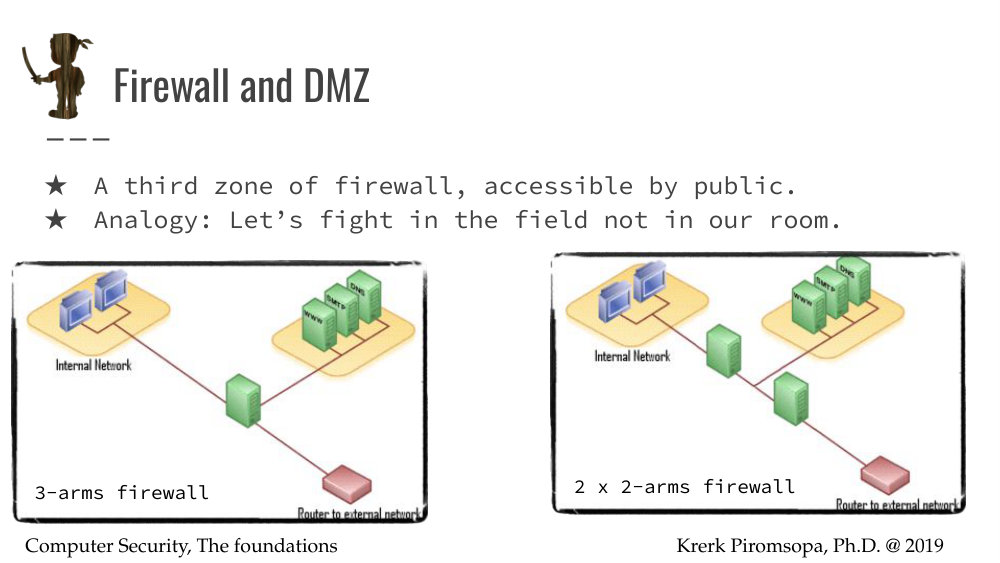 Firewall and DMZ
★ A third zone of firewall, accessible by public.
★ Analogy: Let’s fight in the field not in our room.
WWW
SMTP
DNS
Internal Network
3-arms firewall
Router to external network
WWW
SMTP
DNS
Internal Network
2 x 2-arms firewall
Router to external network
Computer Security, The foundations
Krerk Piromsopa, Ph.D. @ 2019